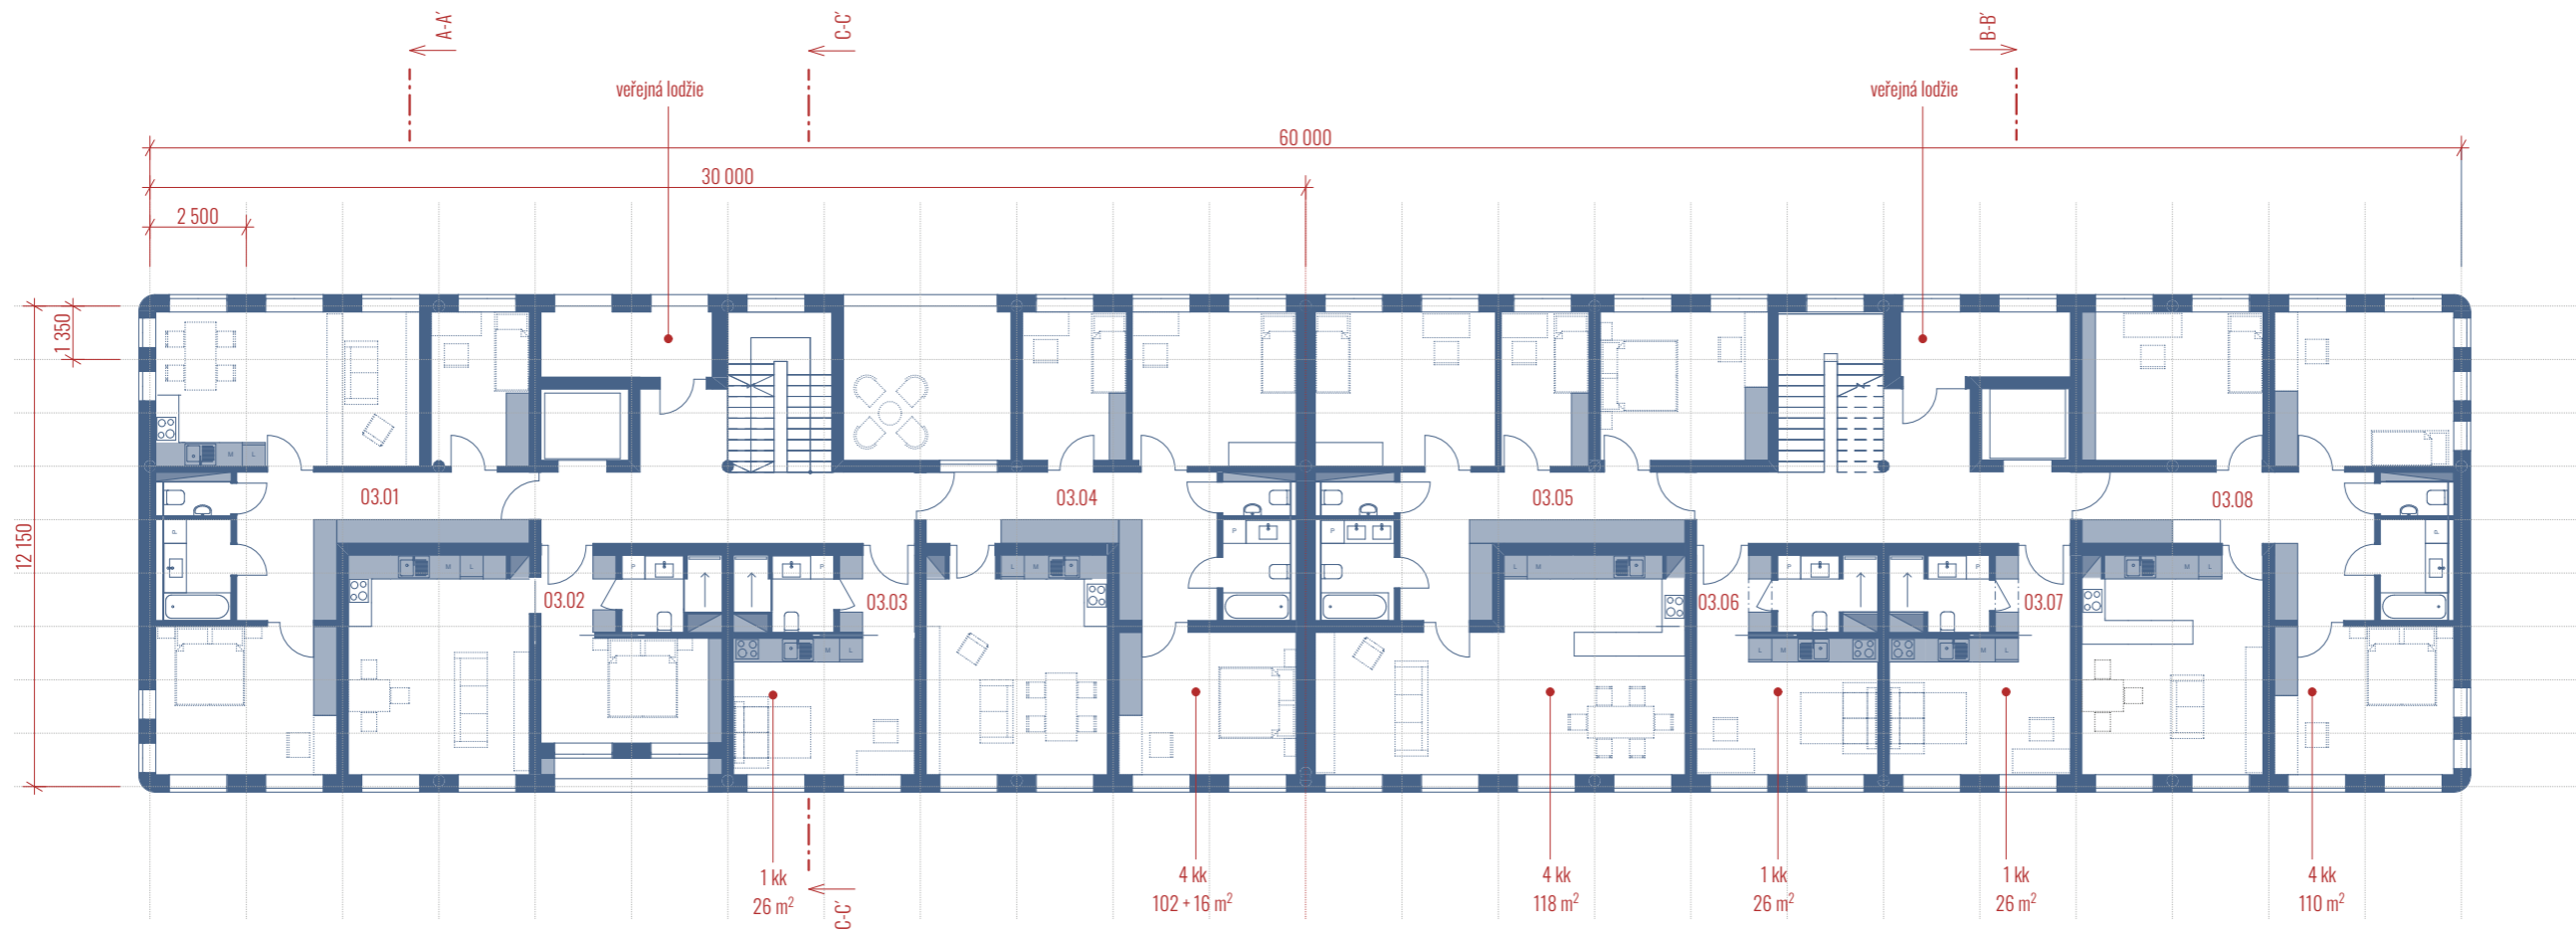 A-A'
C-C'
B-B'
veřejná lodžie
veřejná lodžie
60 000
30 000
2 500
1 350
12 150
M L
03.01
03.04
03.05
03.08
P
P
P
P
M L
P
P
L M
L M
P
P
M L
03.02
03.03
03.06
03.07
M L
L M
M L
1 kk
26 m²
4 kk
102 + 16 m²
4 kk
118 m²
1 kk
26 m²
1 kk
26 m²
4 kk
110 m²
C-C'